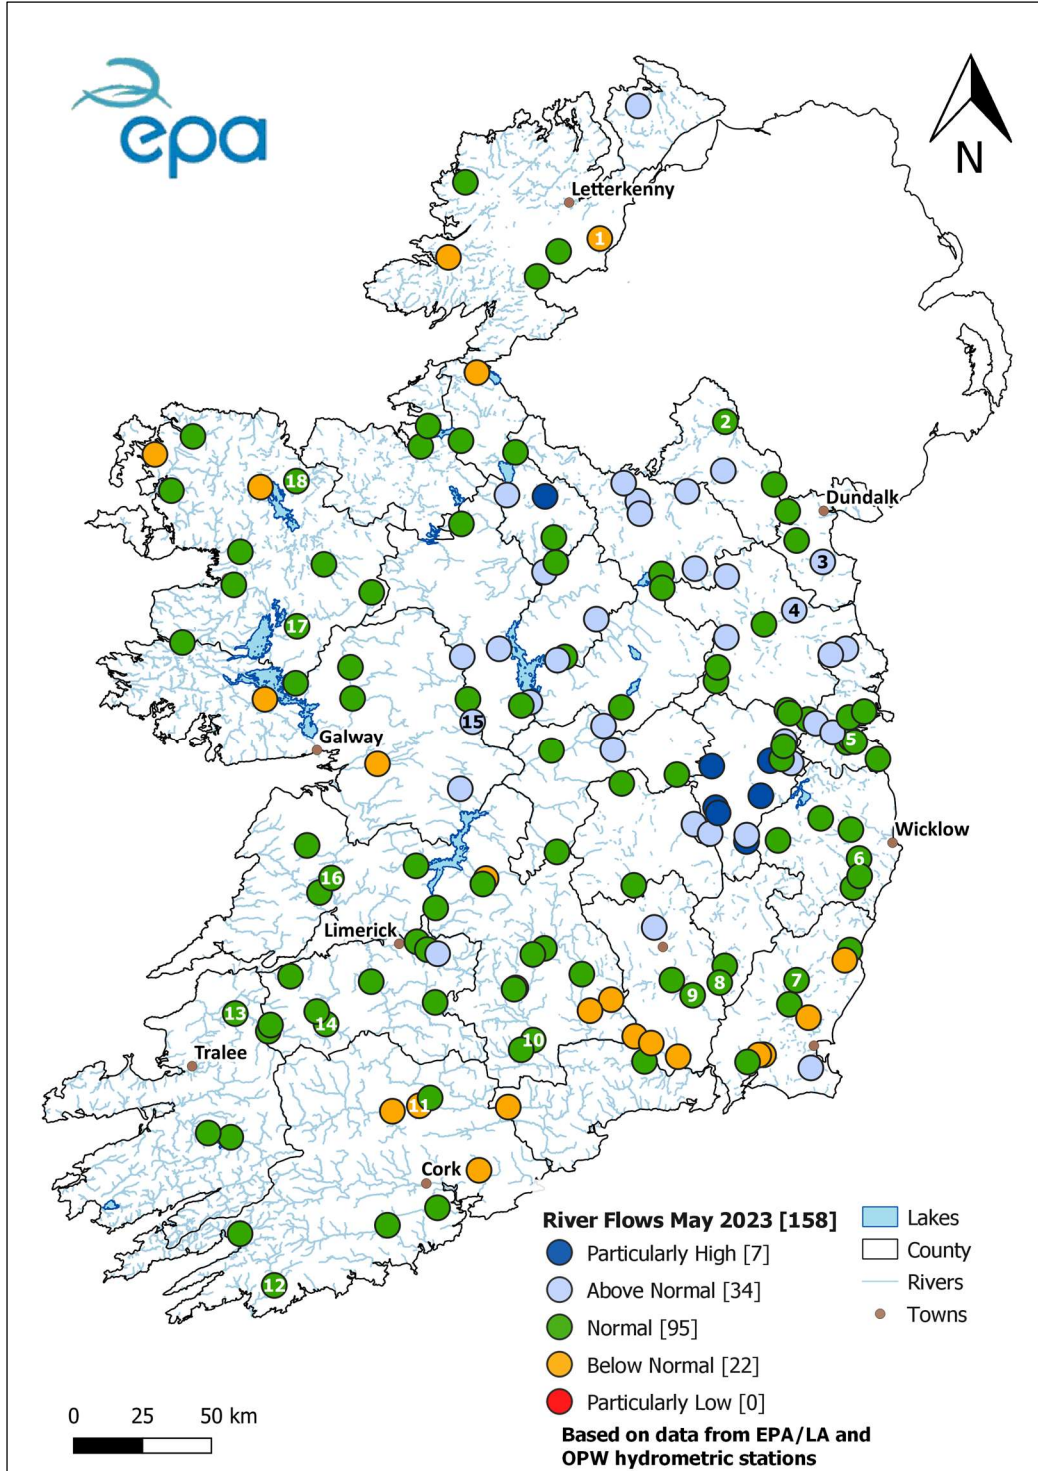 epa
N
Letterkenny
1
2
Dundalk
18
3
4
17
15
5
Galway
Wicklow
6
16
Limerick
7
8
9
13
14
10
Tralee
11
Cork
12
River Flows May 2023 [158]
Particularly High [7]
Above Normal [34]
Normal [95]
Below Normal [22]
Particularly Low [0]
Lakes
County
Rivers
Towns
0 25 50 km
Based on data from EPA/LA and
OPW hydrometric stations